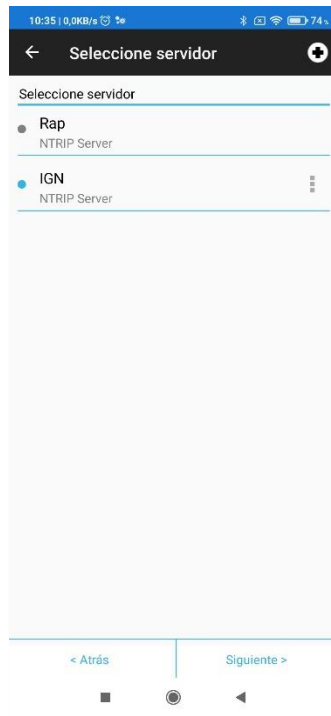 10:35 | 0,0KB/s 74%
Seleccione servidor
Seleccione servidor
Rap
NTRIP Server
IGN
NTRIP Server
< Atrás
Siguiente >